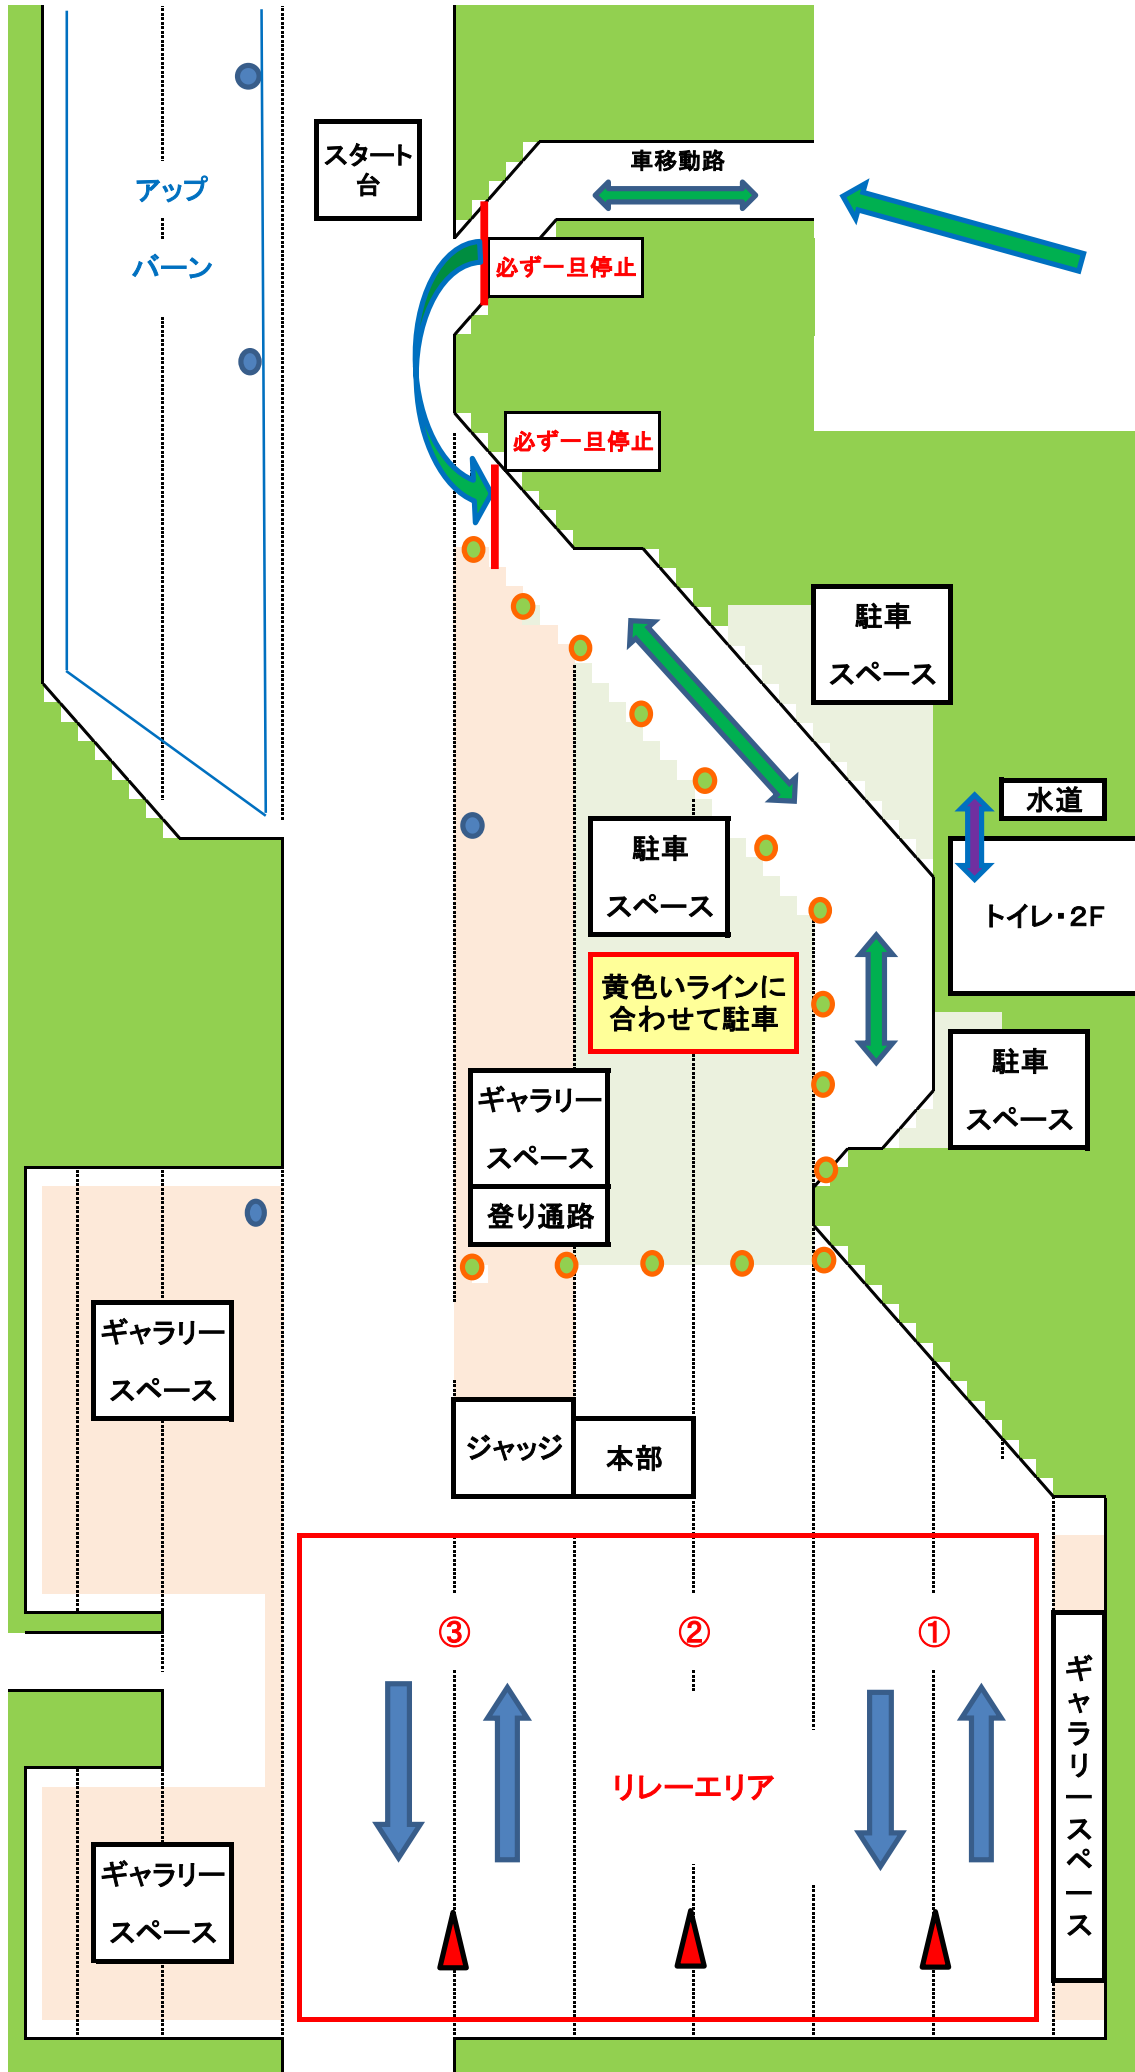 スタート
台
車移動路
アップ
バーン
必ず一旦停止
必ず一旦停止
駐車
スペース
水道
駐車
スペース
トイレ・2F
黄色いラインに
合わせて駐車
駐車
スペース
ギャラリー
スペース
登り通路
ギャラリー
スペース
ジャッジ
本部
③
②
①
ギャラリースペース
リレーエリア
ギャラリー
スペース